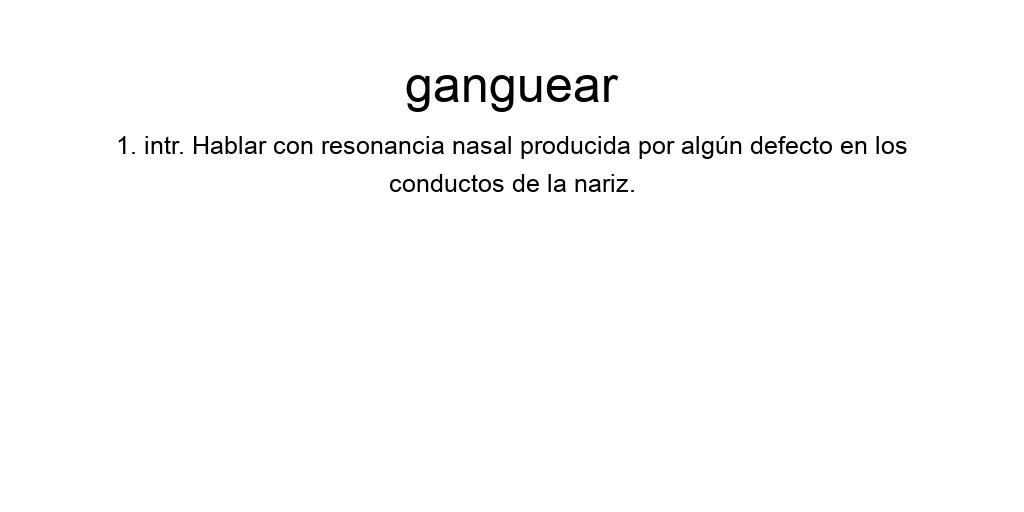 ganguear
1. intr. Hablar con resonancia nasal producida por algún defecto en los
conductos de la nariz.